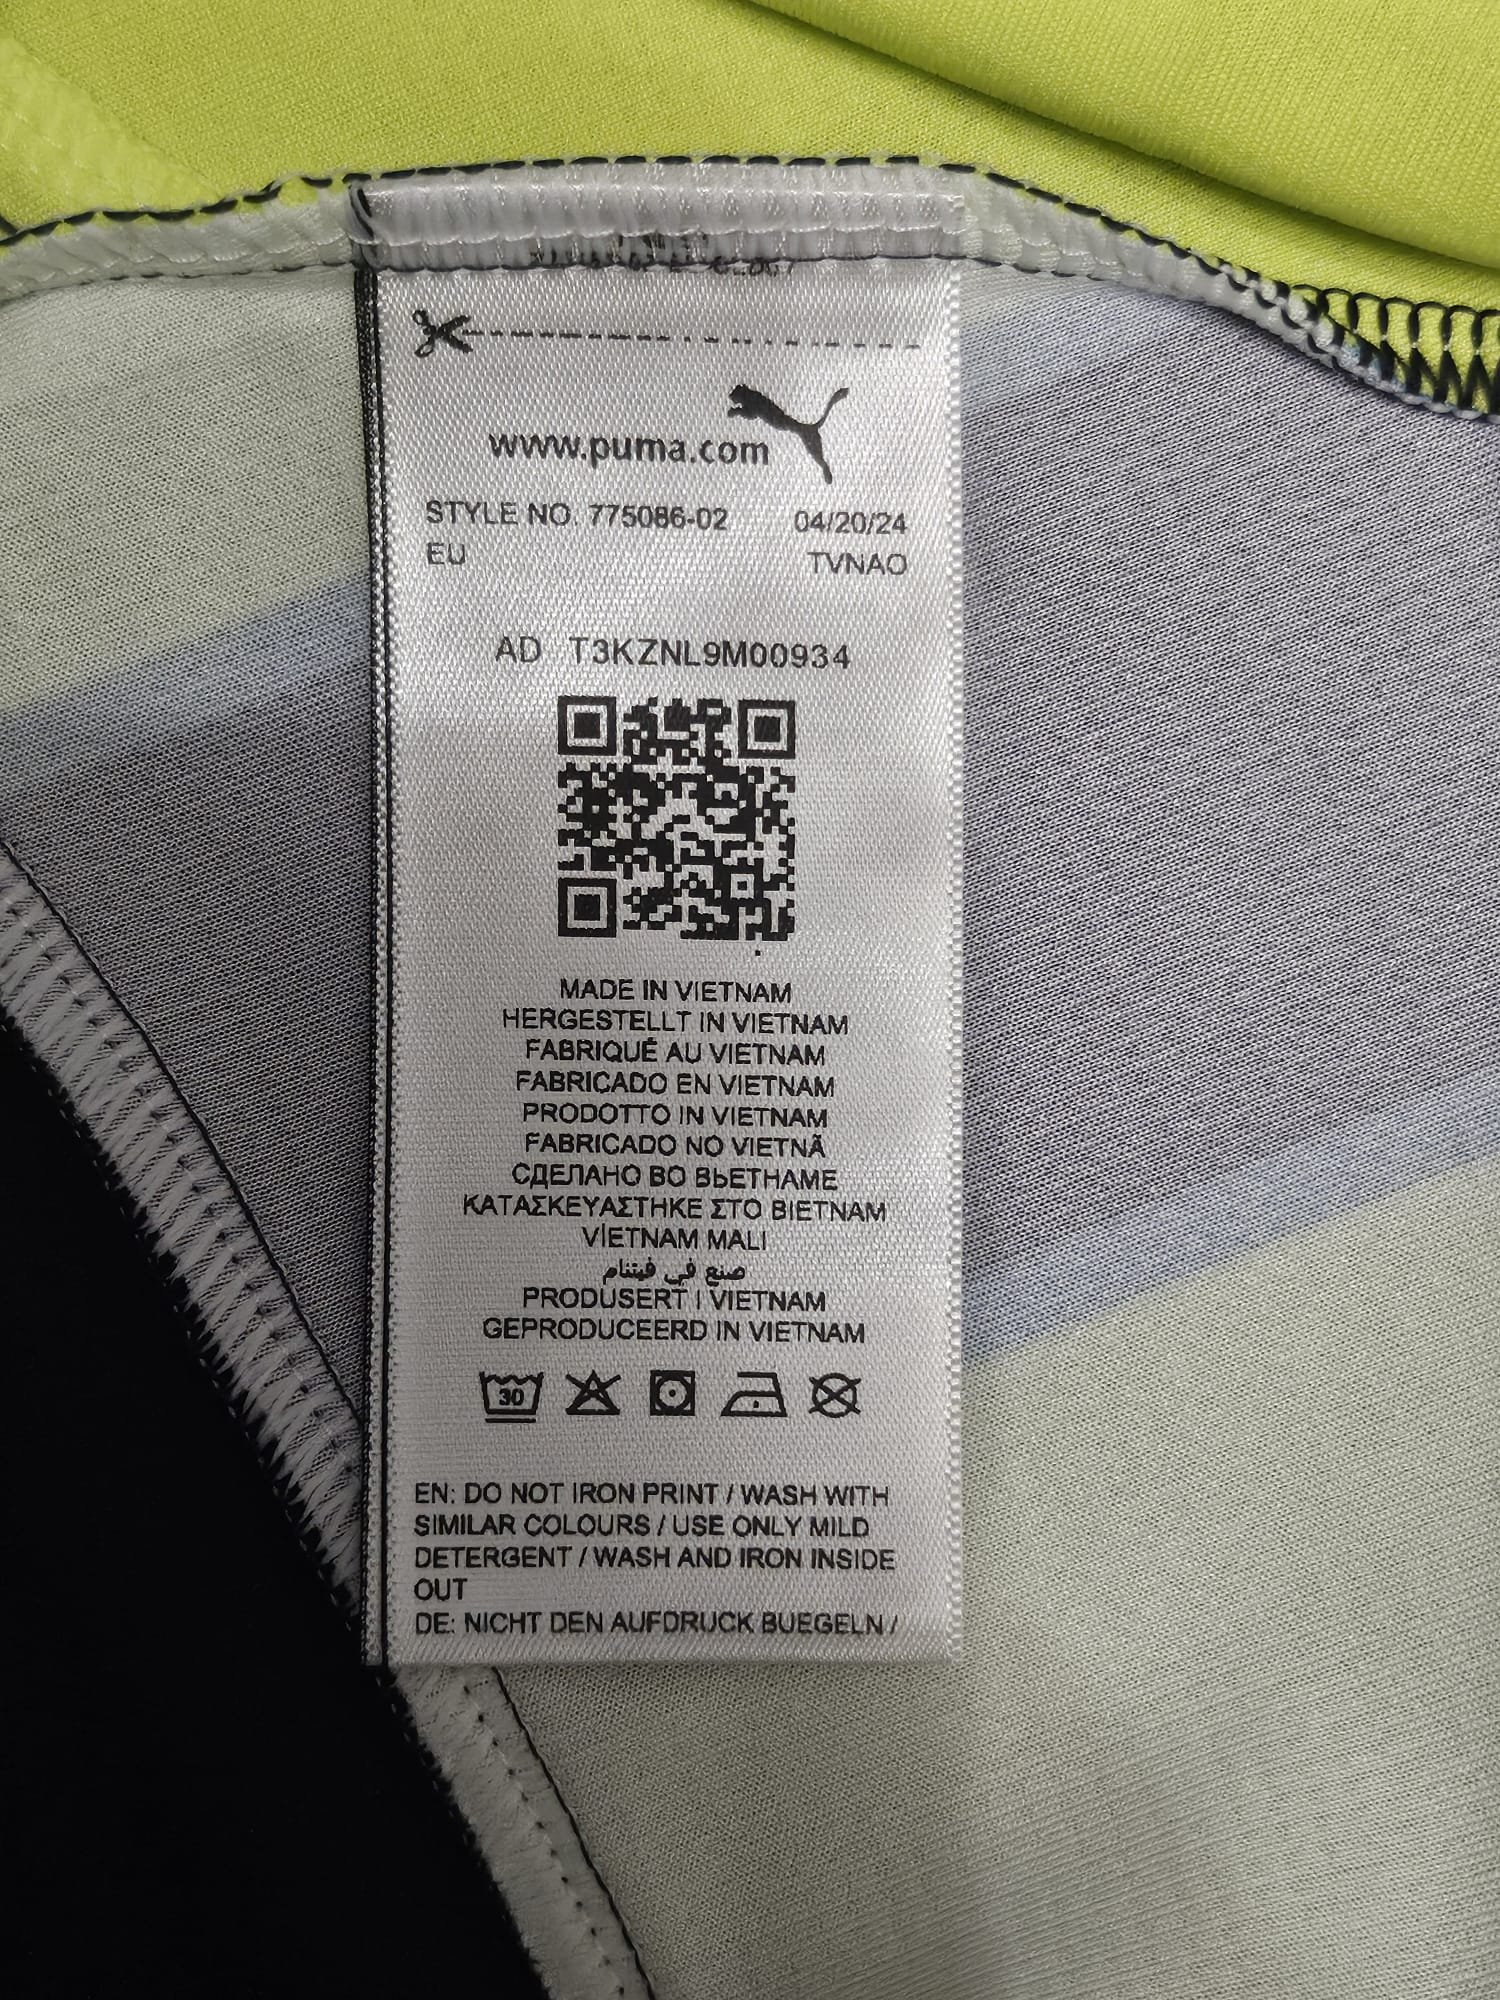 www.puma.com
STYLE NO. 775086-02 04/20/24
EU TVNAO
AD T3KZNL9M00934
MADE IN VIETNAM
HERGESTELLT IN VIETNAM
FABRIQUÉ AU VIETNAM
FABRICADO EN VIETNAM
PRODOTTO IN VIETNAM
FABRICADO NO VIETNÃ
СДЕЛАНО ВО ВЬЕТНАМЕ
ΚΑΤΑΣΚΕΥΑΣΤΗΚΕ ΣΤΟ ΒΙΕΤΝΑΜ
VİETNAM MALI
صنع في فيتنام
PRODUSERT I VIETNAM
GEPRODUCEERD IN VIETNAM
30
EN: DO NOT IRON PRINT / WASH WITH
SIMILAR COLOURS / USE ONLY MILD
DETERGENT / WASH AND IRON INSIDE
OUT
DE: NICHT DEN AUFDRUCK BUEGELN /